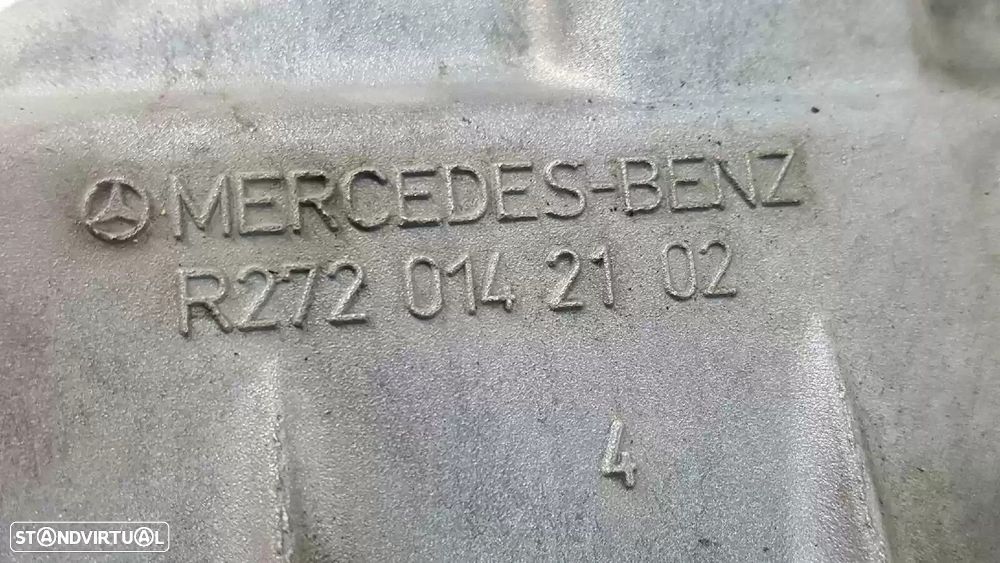 MERCEDES-BENZ
R272 014 21 02
4
STANDVIRTUAL